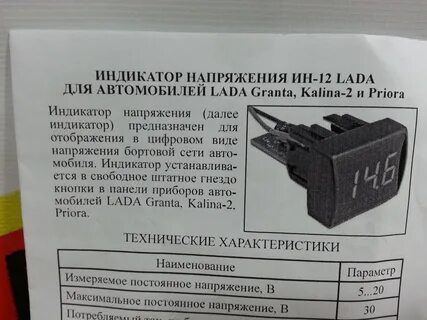 ИНДИКАТОР НАПРЯЖЕНИЯ ИН-12 LADA
ДЛЯ АВТОМОБИЛЕЙ LADA Granta, Kalina-2 и Priora
Индикатор напряжения (далее
индикатор) предназначен для
отображения в цифровом виде
напряжения бортовой сети авто-
мобиля. Индикатор устанавлива-
ется в свободное штатное гнездо
кнопки в панели приборов авто-
мобилей LADA Granta, Kalina-2,
Priora.
14.6
ТЕХНИЧЕСКИЕ ХАРАКТЕРИСТИКИ
Наименование Параметр
Измеряемое постоянное напряжение, В 5...20
Максимальное постоянное напряжение, В 30
Потребляемый